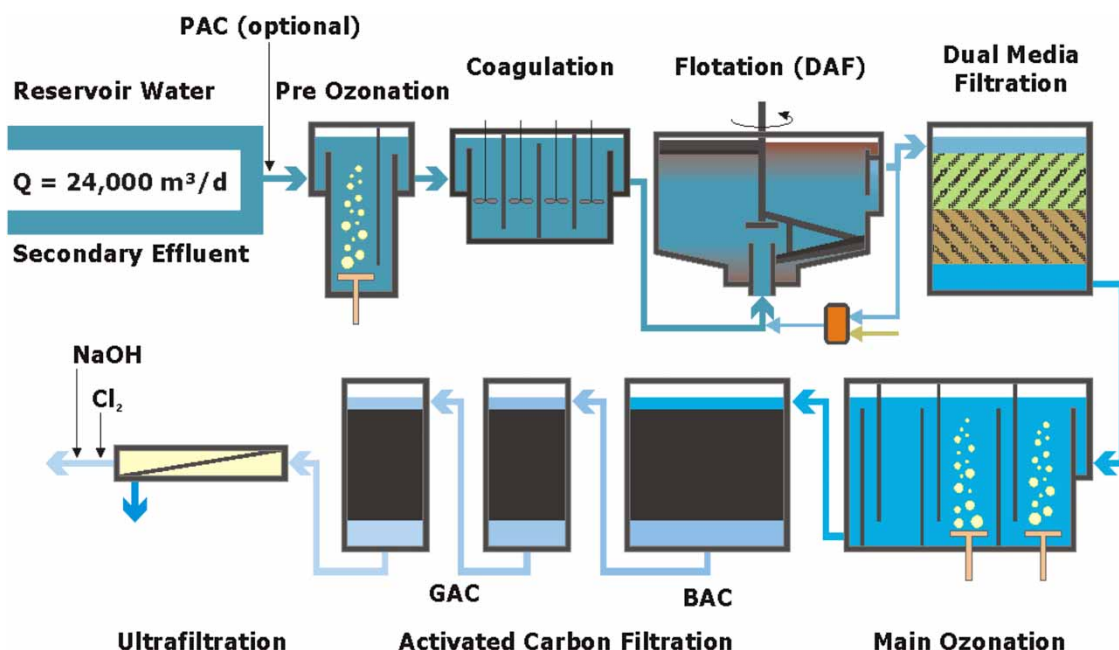 PAC (optional)
Reservoir Water
Pre Ozonation
Coagulation
Flotation (DAF)
Dual Media
Filtration
Q = 24,000 m³/d
Secondary Effluent
NaOH
Cl₂
GAC
BAC
Ultrafiltration
Activated Carbon Filtration
Main Ozonation